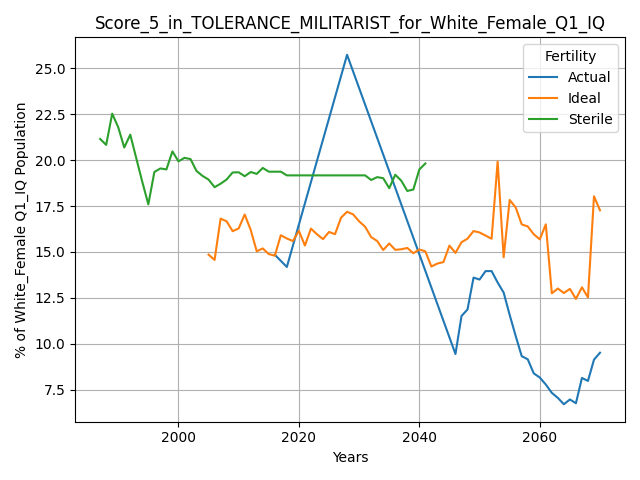 Score_5_in_TOLERANCE_MILITARIST_for_White_Female_Q1_IQ
% of White_Female Q1_IQ Population
25.0
22.5
20.0
17.5
15.0
12.5
10.0
7.5
Fertility
Actual
Ideal
Sterile
2000
2020
2040
2060
Years